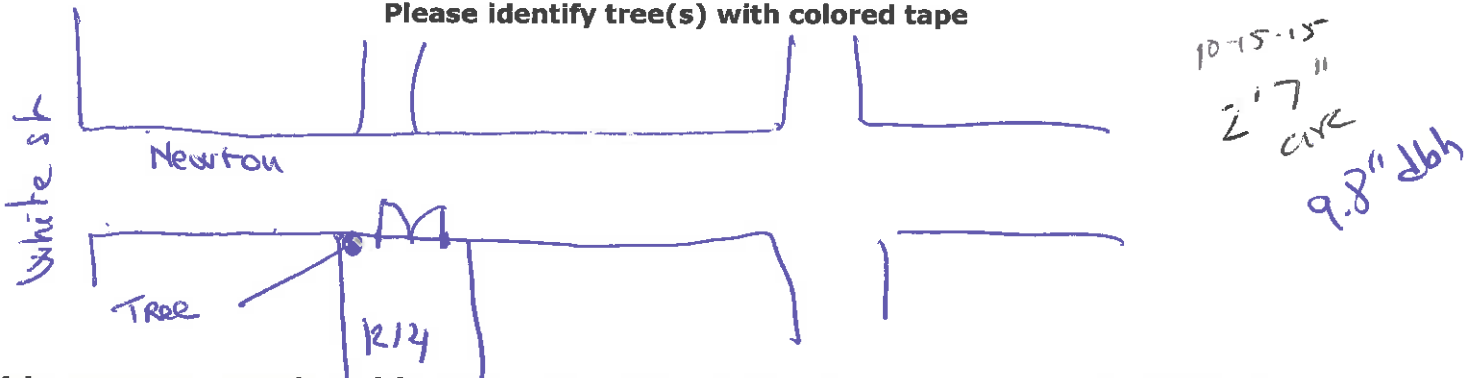 Please identify tree(s) with colored tape
10-15-15
2'7"
circ
9.8" dbh
Newton
White st
TREE
1214